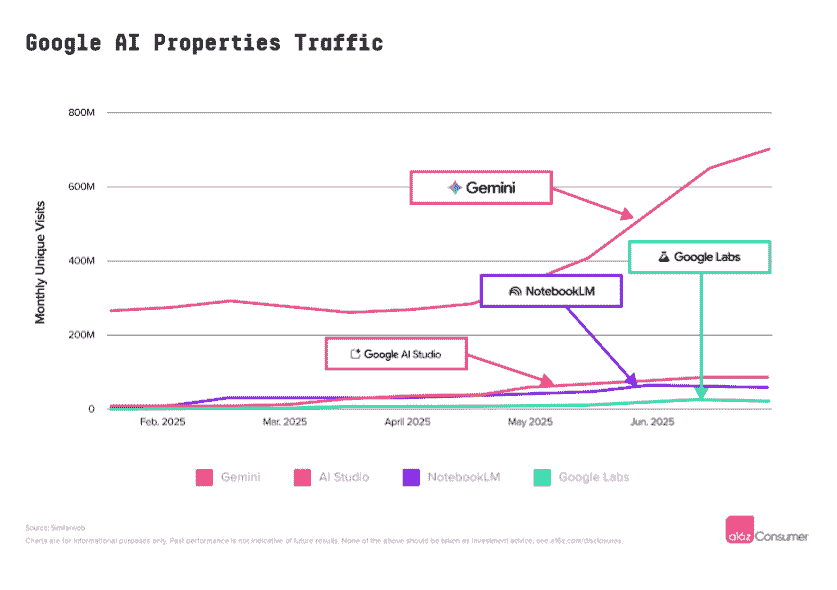 Google AI Properties Traffic
Monthly Unique Visits
800M
600M
400M
200M
0
Gemini
Google Labs
NotebookLM
Google AI Studio
Feb. 2025
Mar. 2025
April 2025
May 2025
Jun. 2025
Gemini
AI Studio
NotebookLM
Google Labs
Source: Similarweb
Charts are for informational purposes only. Past performance is not indicative of future results. None of the above should be taken as investment advice; see a16z.com/disclosures.
a16z Consumer